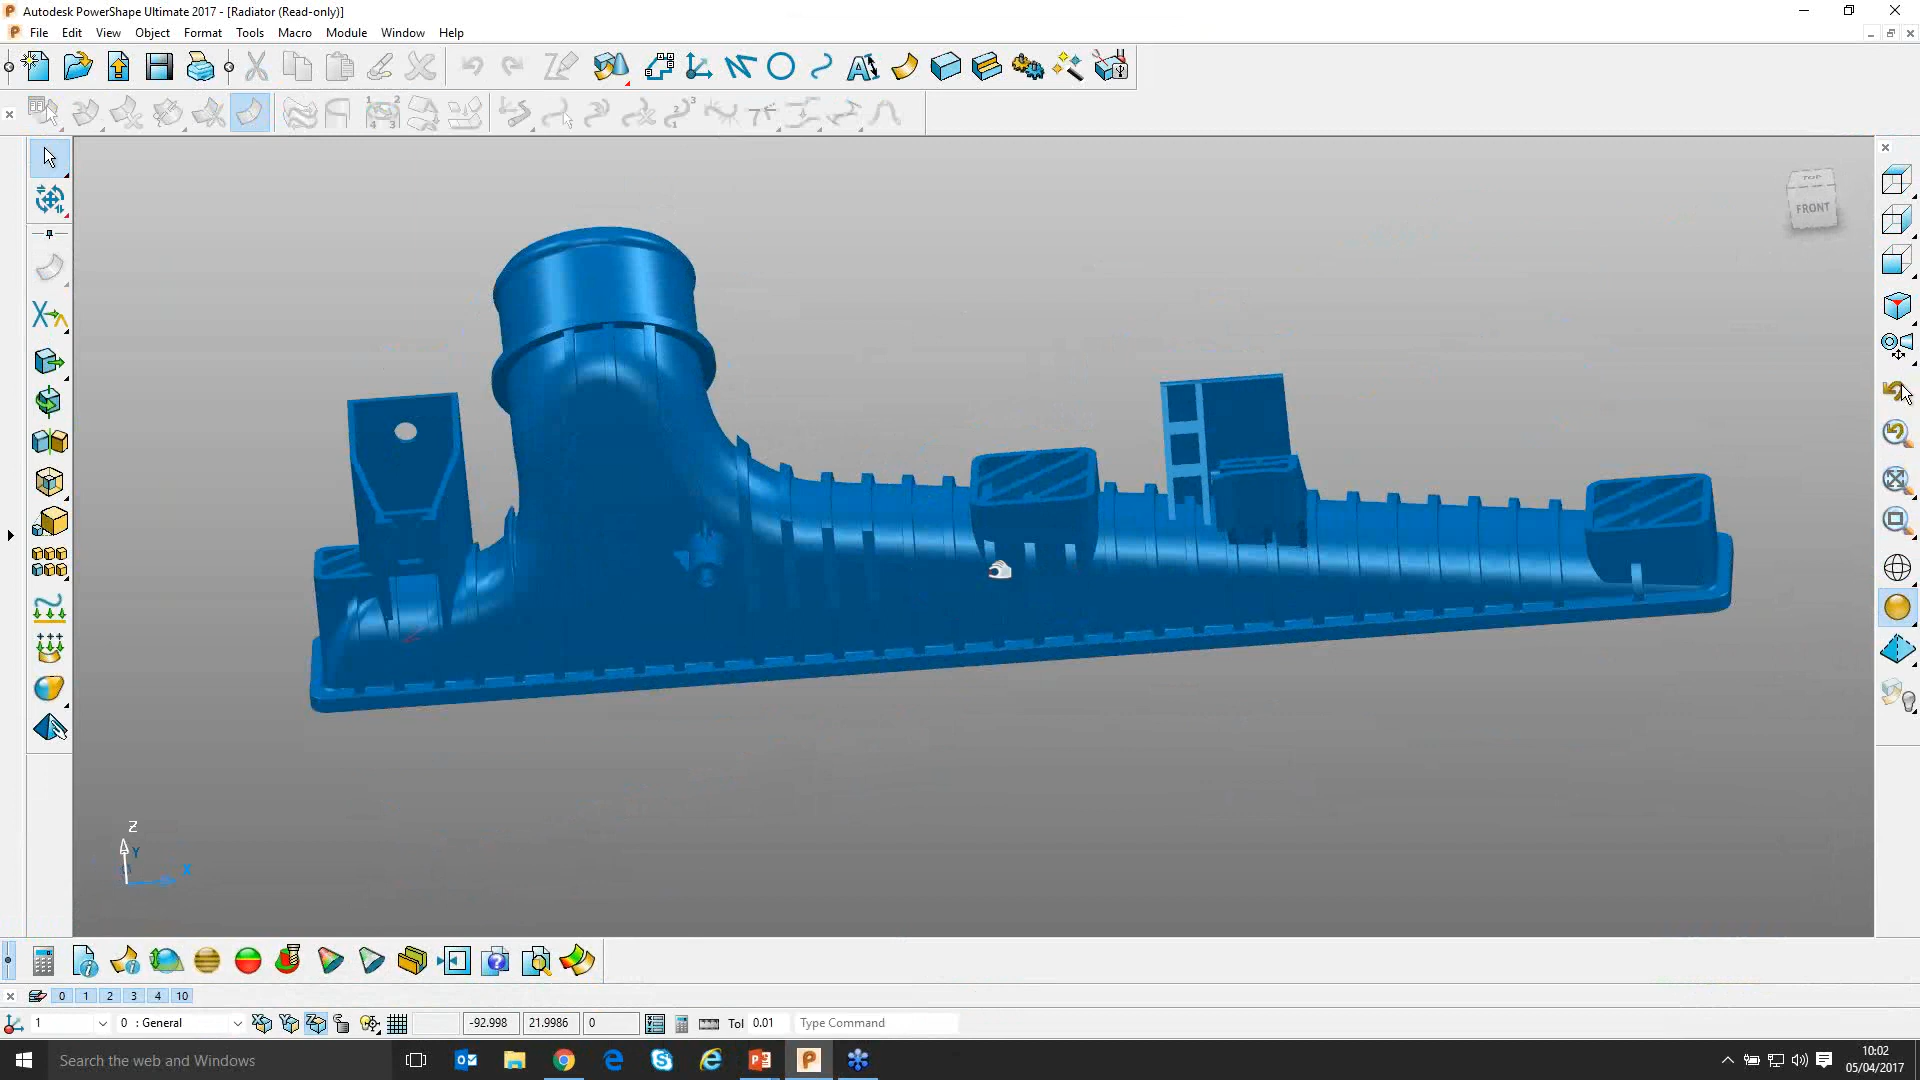 Autodesk PowerShape Ultimate 2017 - [Radiator (Read-only)]
File Edit View Object Format Tools Macro Module Window Help
TOP
FRONT
Z
Y
X
0 1 2 3 4 10
1 0 : General -92.998 21.9986 0 Tol 0.01 Type Command
Search the web and Windows
10:02
05/04/2017